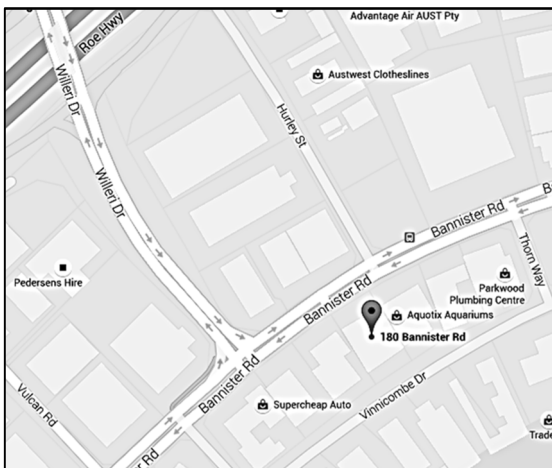 Advantage Air AUST Pty
Roe Hwy
Austwest Clotheslines
Willeri Dr
Hurley St
Willeri Dr
Bannister Rd
Thorn Way
Pedersens Hire
Parkwood
Plumbing Centre
Bannister Rd
Aquotix Aquariums
180 Bannister Rd
Bannister Rd
Vinnicombe Dr
Vulcan Rd
Supercheap Auto
Trade
Rd